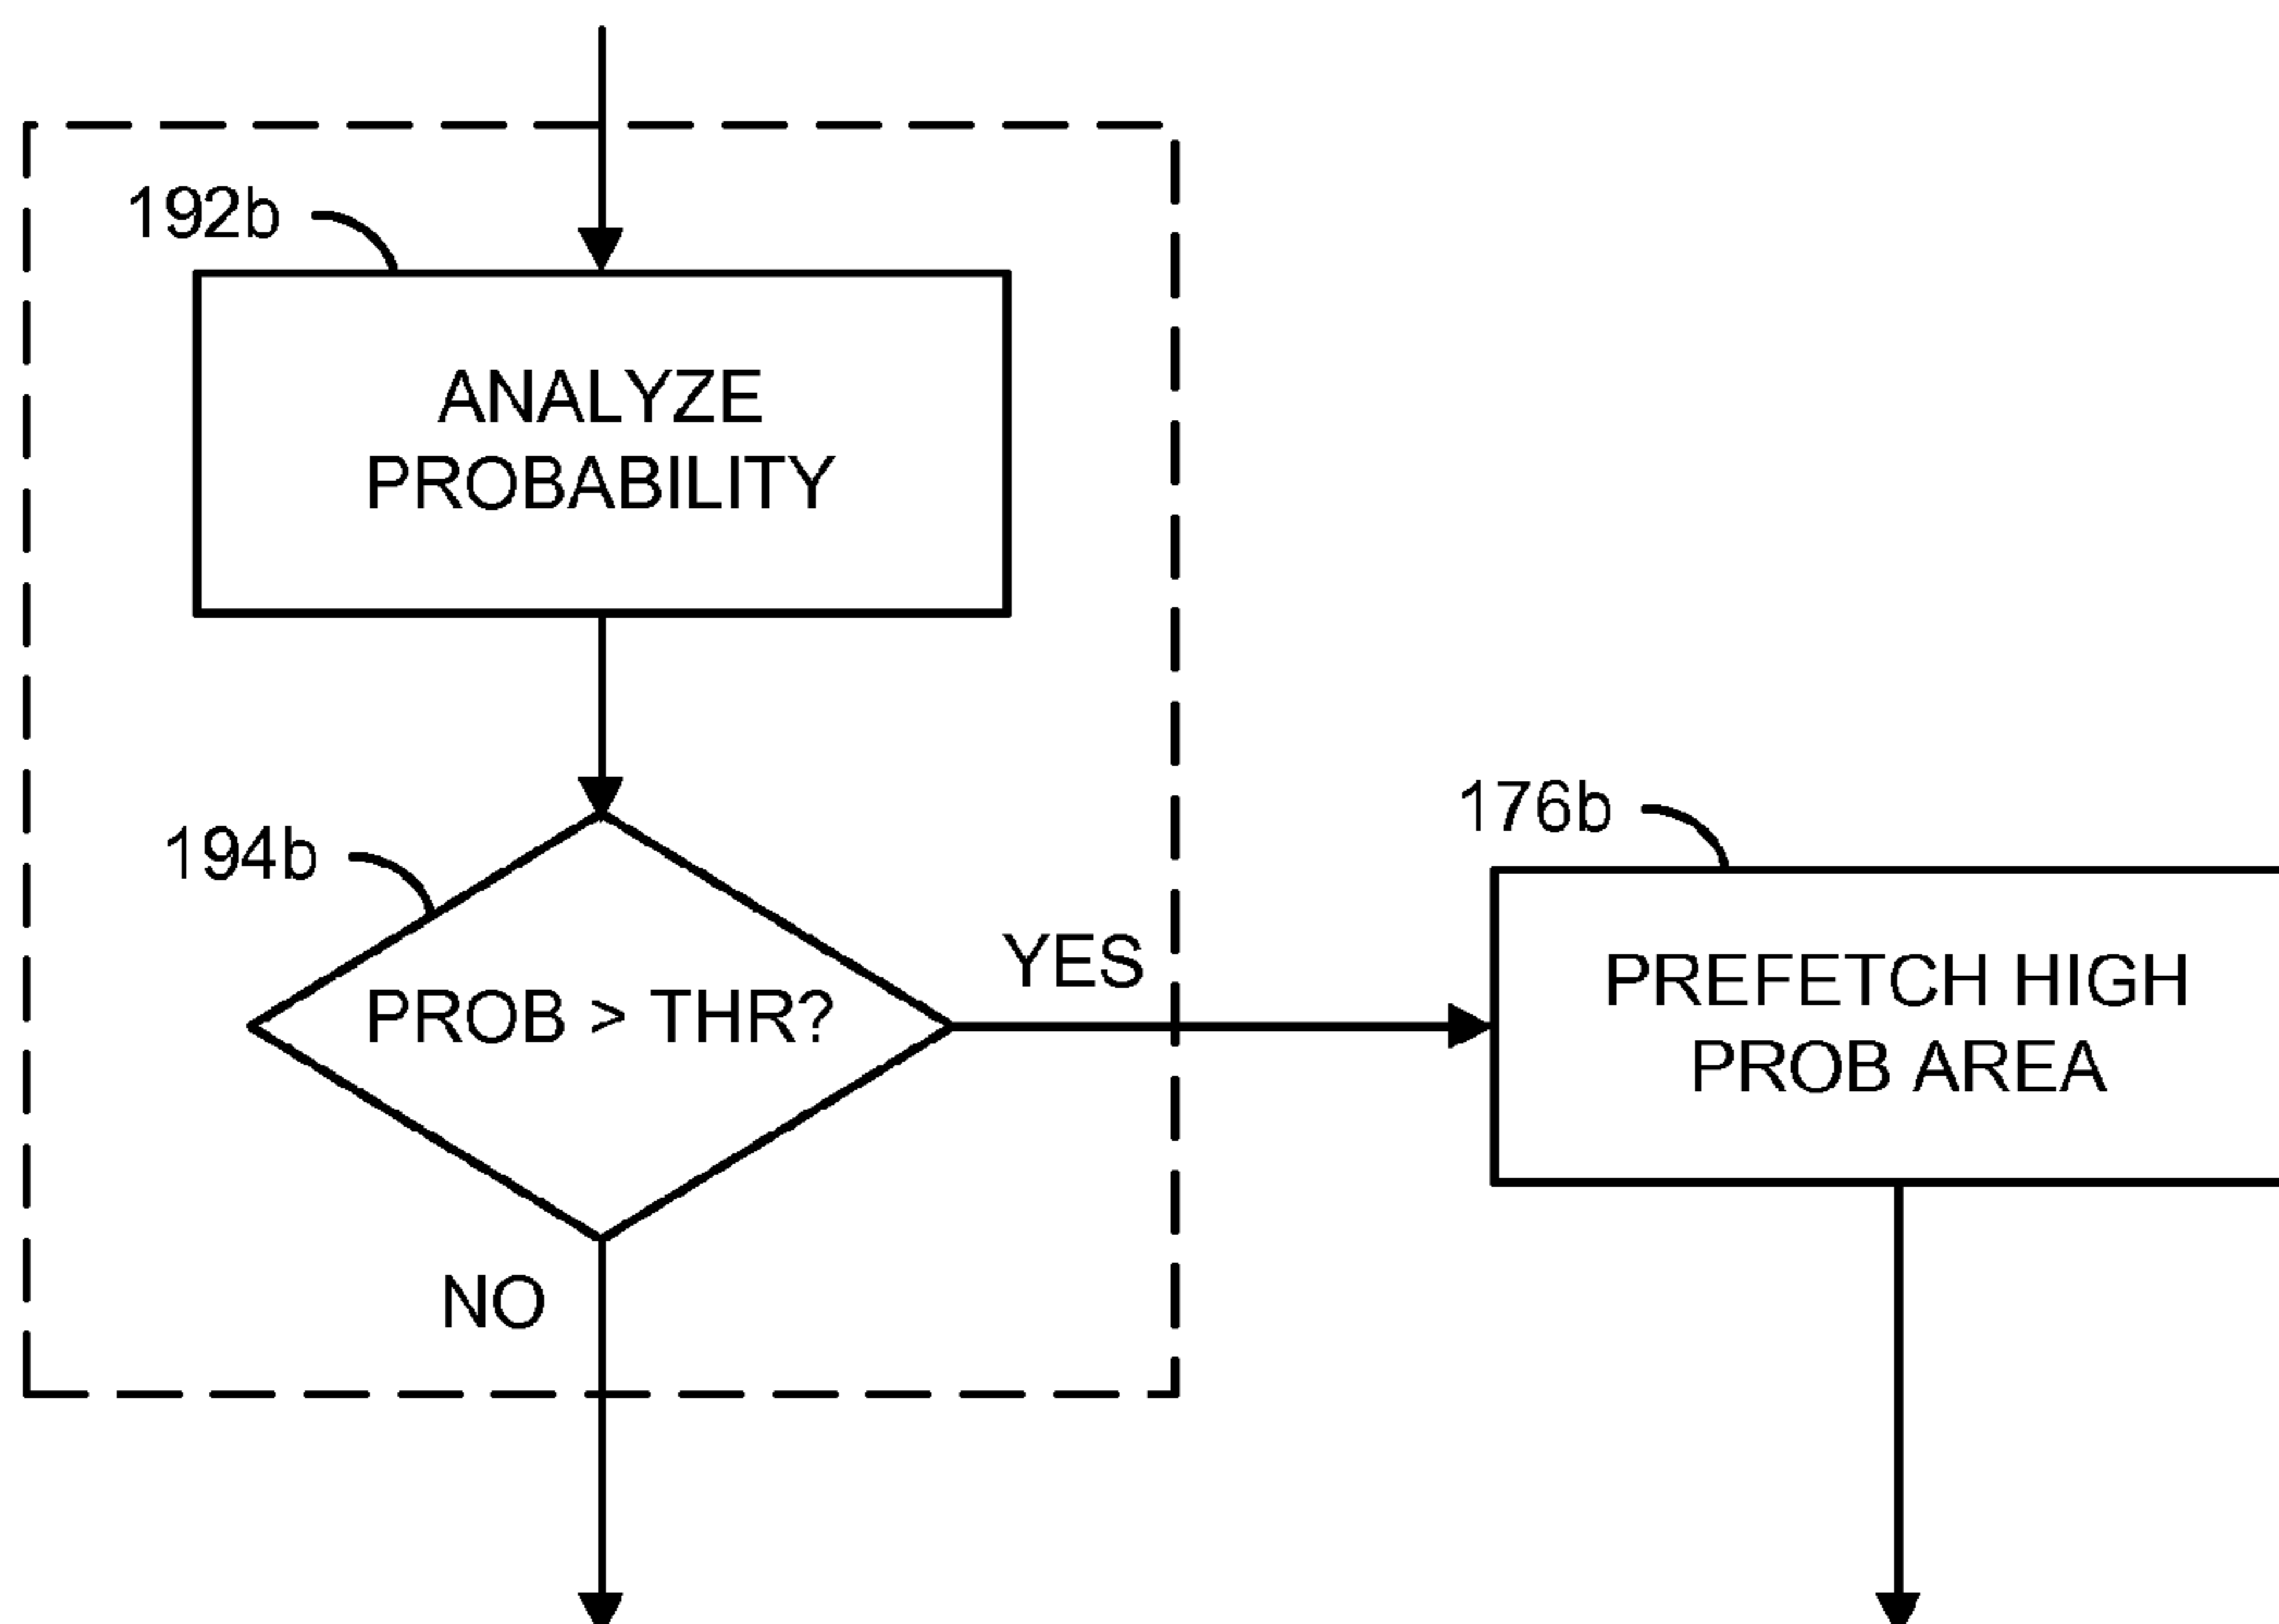 192b
ANALYZE
PROBABILITY
194b
PROB > THR?
YES
NO
176b
PREFETCH HIGH
PROB AREA